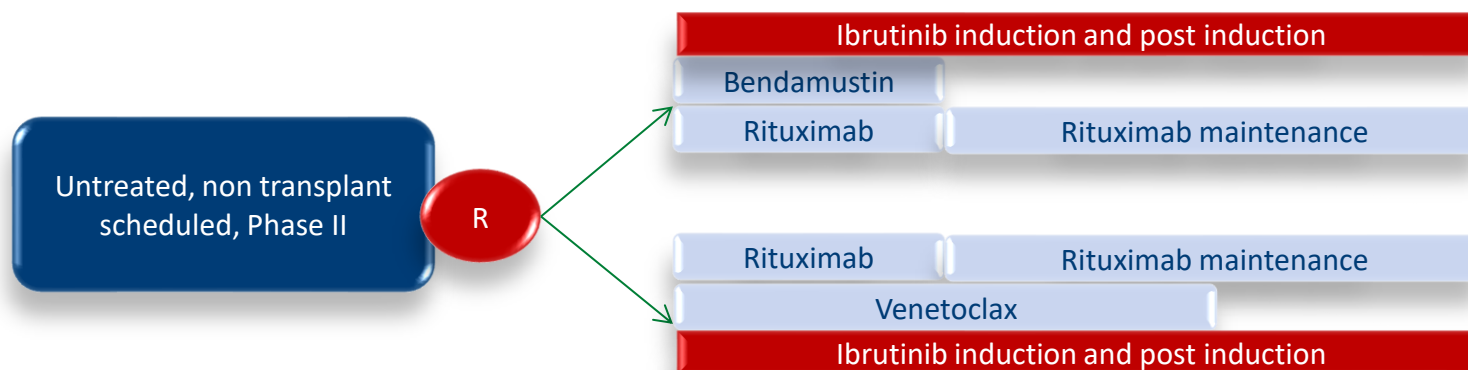 Ibrutinib induction and post induction
Bendamustin
Rituximab
Rituximab maintenance
Untreated, non transplant
scheduled, Phase II
R
Rituximab
Rituximab maintenance
Venetoclax
Ibrutinib induction and post induction